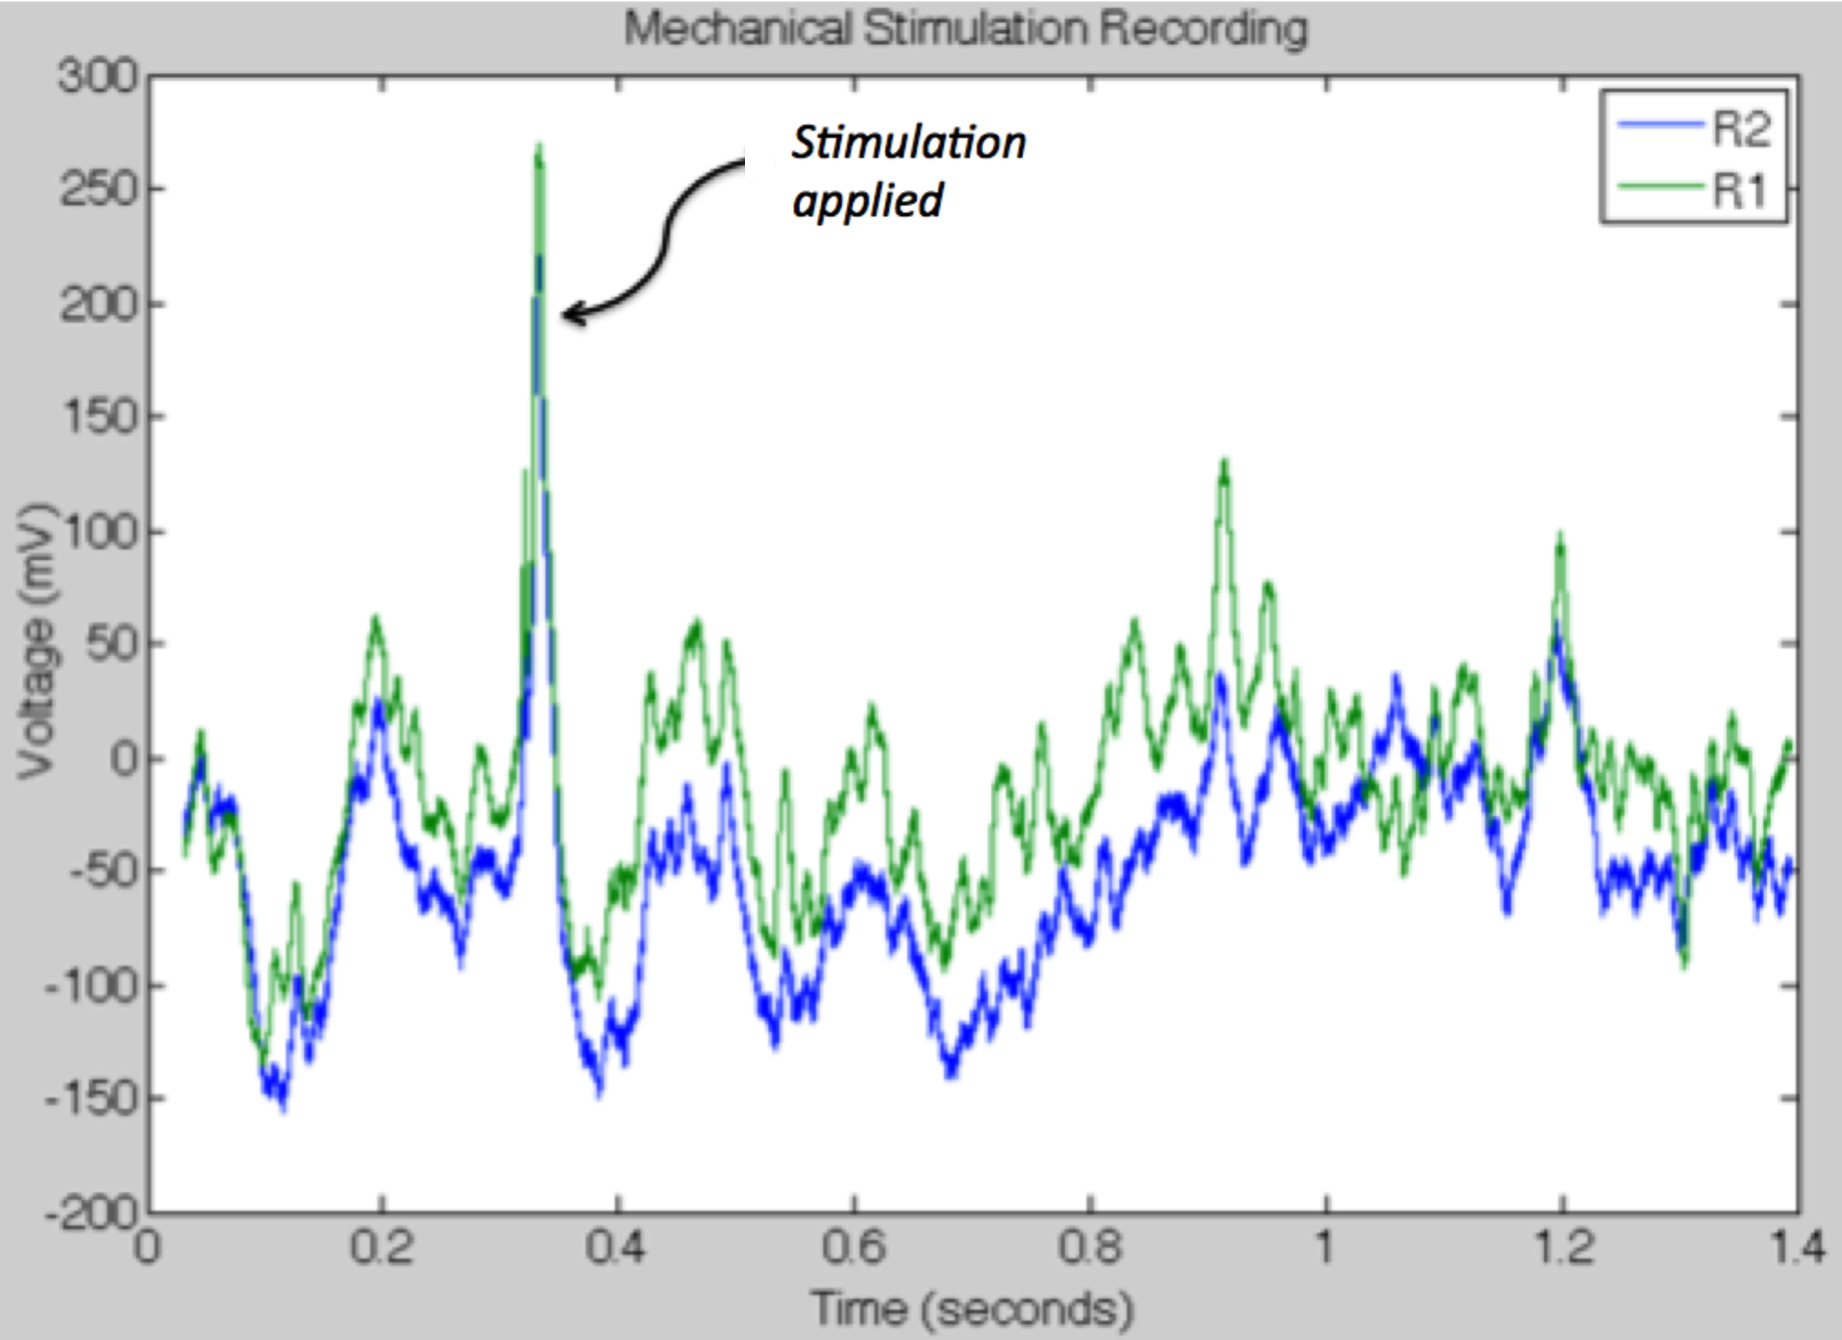 Mechanical Stimulation Recording
300
250
200
150
100
50
0
-50
-100
-150
-200
Voltage (mV)
Stimulation
applied
R2
R1
0
0.2
0.4
0.6
0.8
1
1.2
1.4
Time (seconds)